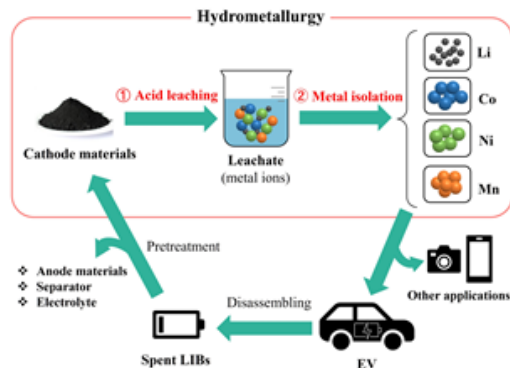 Hydrometallurgy
① Acid leaching
② Metal isolation
Cathode materials
Leachate
(metal ions)
Li
Co
Ni
Mn
Pretreatment
❖ Anode materials
❖ Separator
❖ Electrolyte
Disassembling
Other applications
Spent LIBs
EV